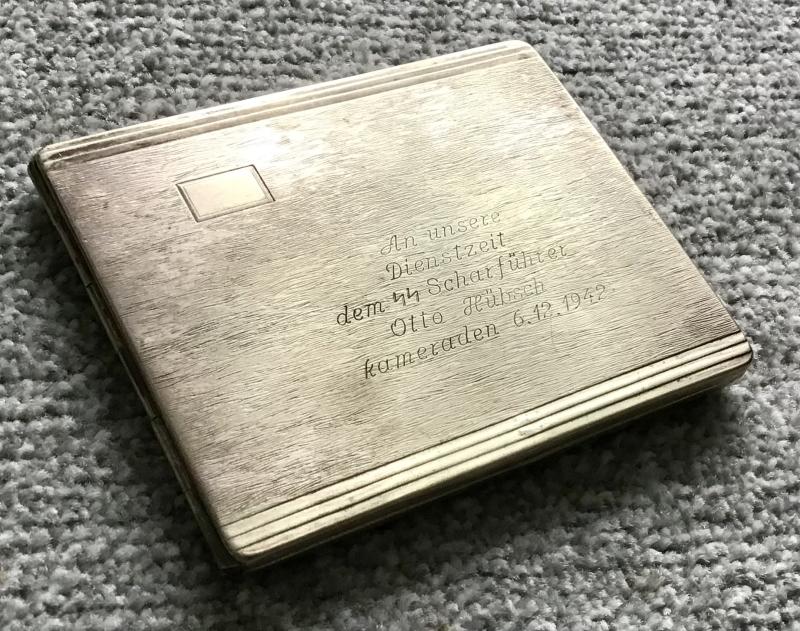 An unsere
Dienstzeit
dem ᛋᛋ Scharführer
Otto Hübsch
kameraden 6.12.1942.